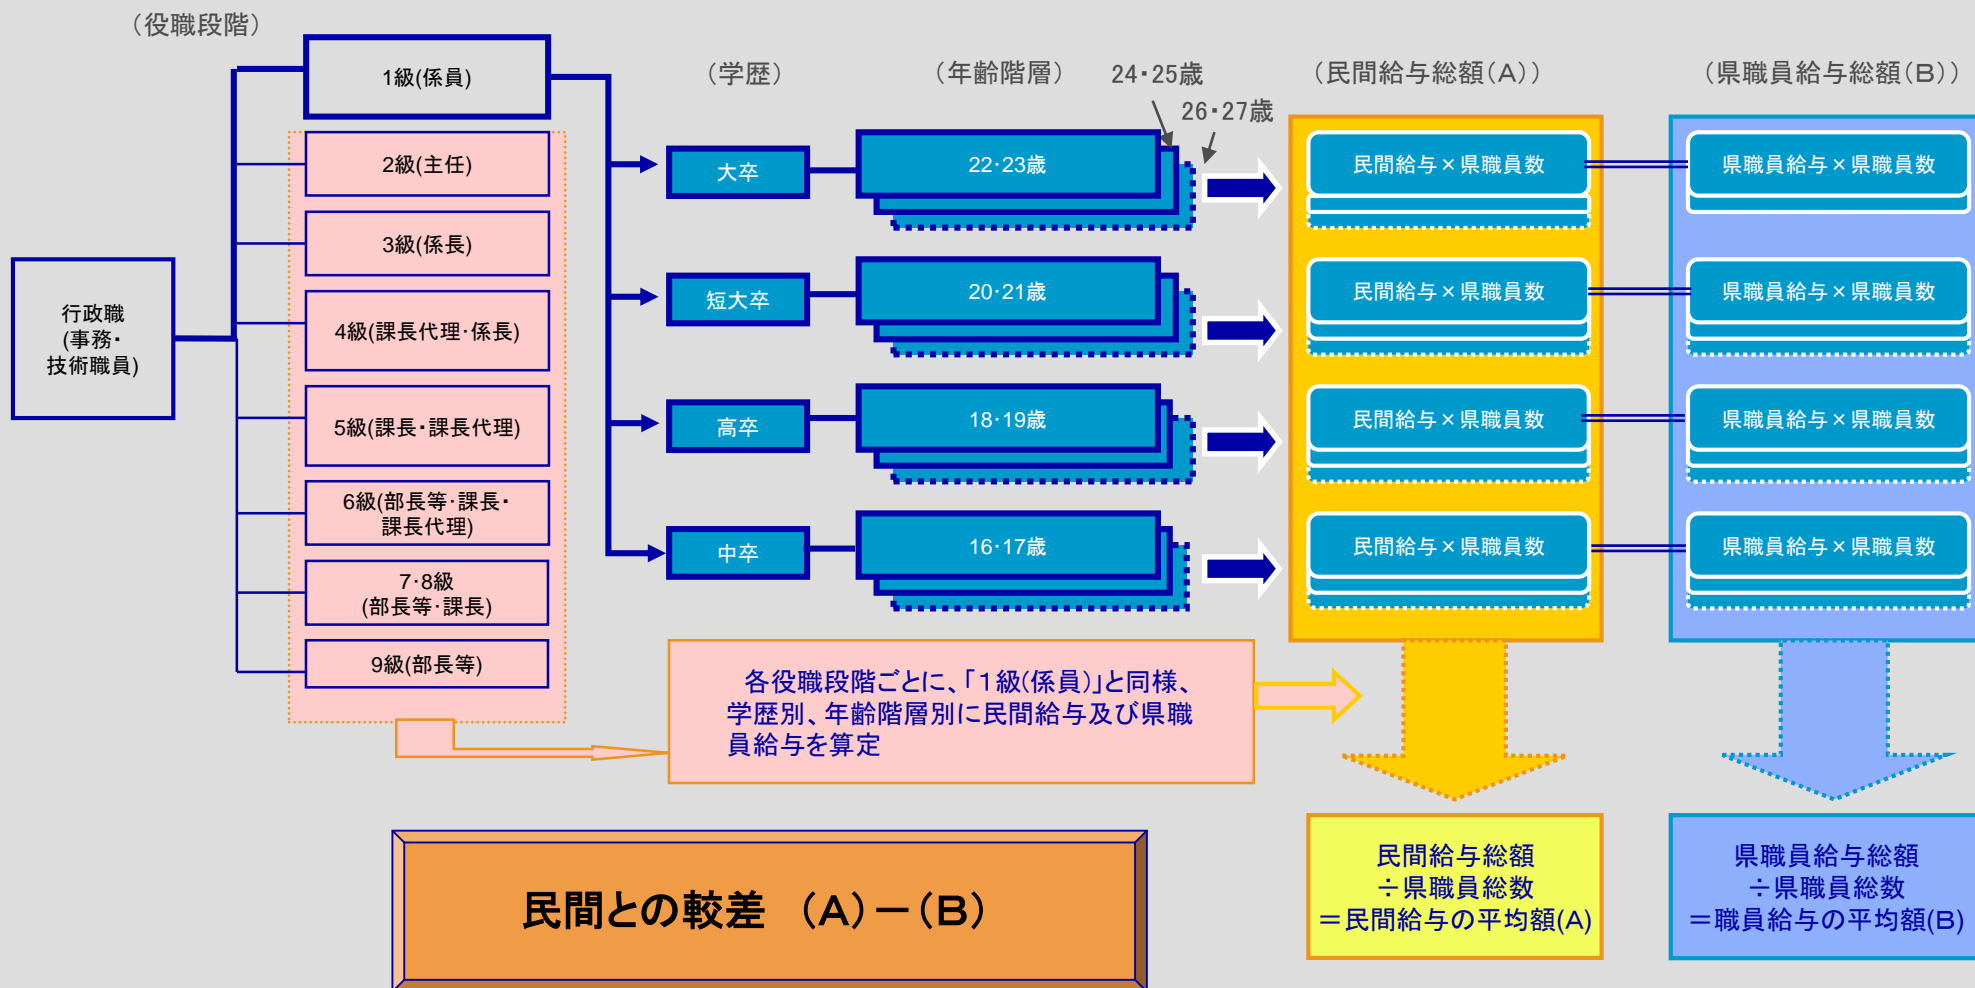 （役職段階）
（学歴）
（年齢階層）
24・25歳
26・27歳
（民間給与総額（A））
（県職員給与総額（B））
行政職
(事務・
技術職員)
1級(係員)
2級(主任)
3級(係長)
4級(課長代理·係長)
5級(課長・課長代理)
6級(部長等·課長・
課長代理)
7·8級
(部長等·課長)
9級(部長等)
大卒
22·23歳
民間給与×県職員数
県職員給与×県職員数
短大卒
20·21歳
民間給与×県職員数
県職員給与×県職員数
高卒
18·19歳
民間給与×県職員数
県職員給与×県職員数
中卒
16·17歳
民間給与×県職員数
県職員給与×県職員数
各役職段階ごとに、「１級(係員)」と同様、
学歴別、年齢階層別に民間給与及び県職
員給与を算定
民間との較差　（A）－（B）
民間給与総額
÷県職員総数
＝民間給与の平均額(A)
県職員給与総額
÷県職員総数
＝職員給与の平均額(B)